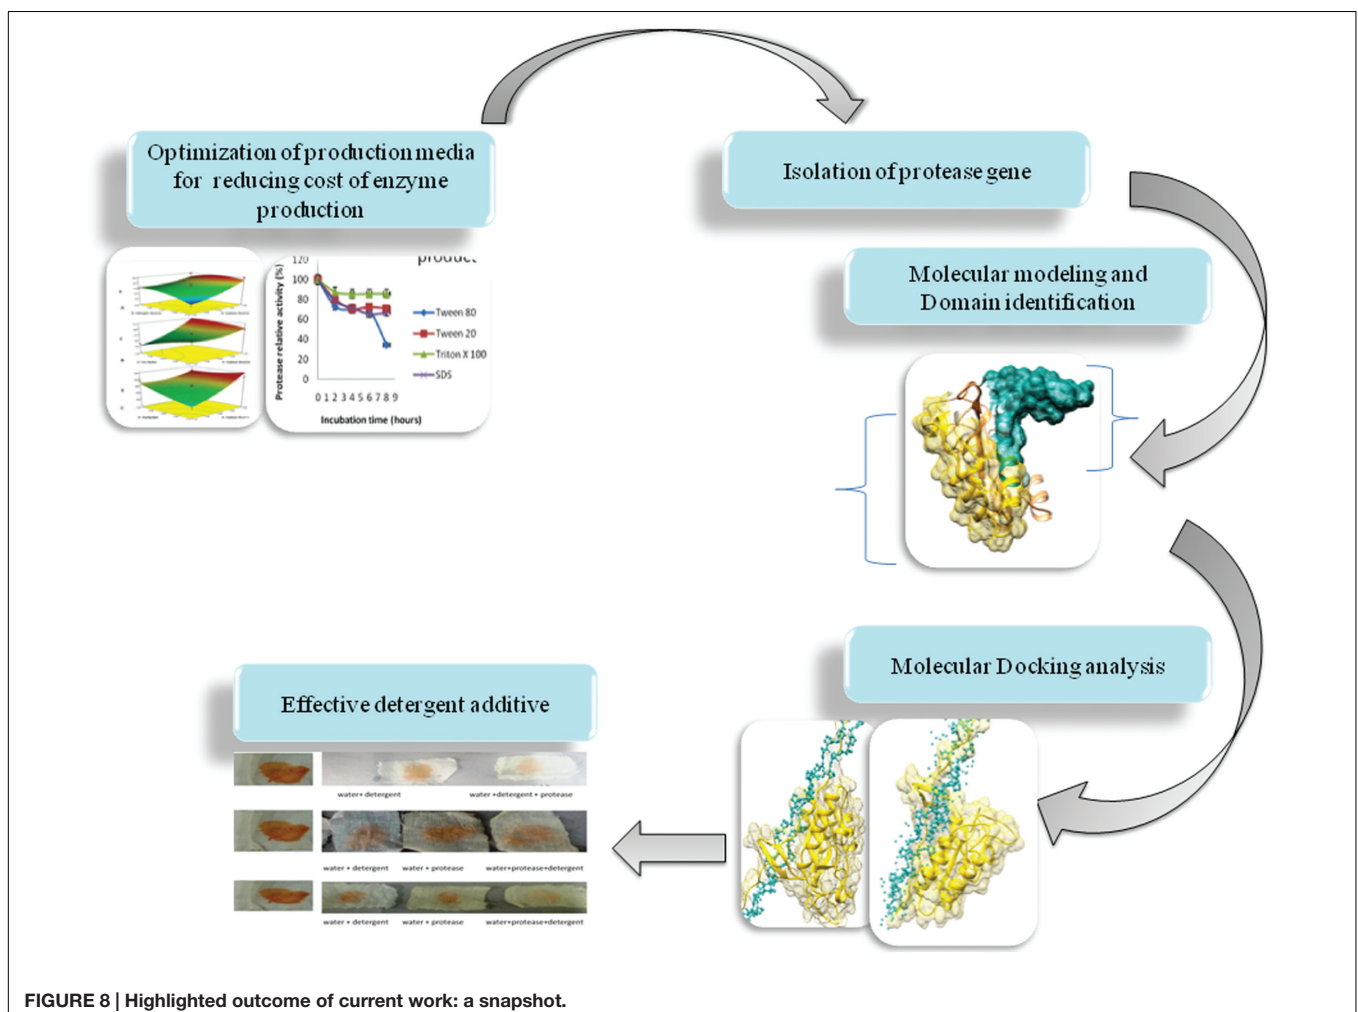 Optimization of production media
for reducing cost of enzyme
production
Isolation of protease gene
Molecular modeling and
Domain identification
120
100
80
60
40
20
0
Protease relative activity (%)
0 1 2 3 4 5 6 7 8 9
Incubation time (hours)
Tween 80
Tween 20
Triton X 100
SDS
Molecular Docking analysis
Effective detergent additive
water+ detergent
water +detergent + protease
water + detergent
water + protease
water+protease+detergent
water + detergent
water + protease
water+protease+detergent
FIGURE 8 | Highlighted outcome of current work: a snapshot.